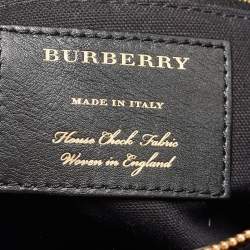 BURBERRY
MADE IN ITALY
House Check Fabric
Woven in England